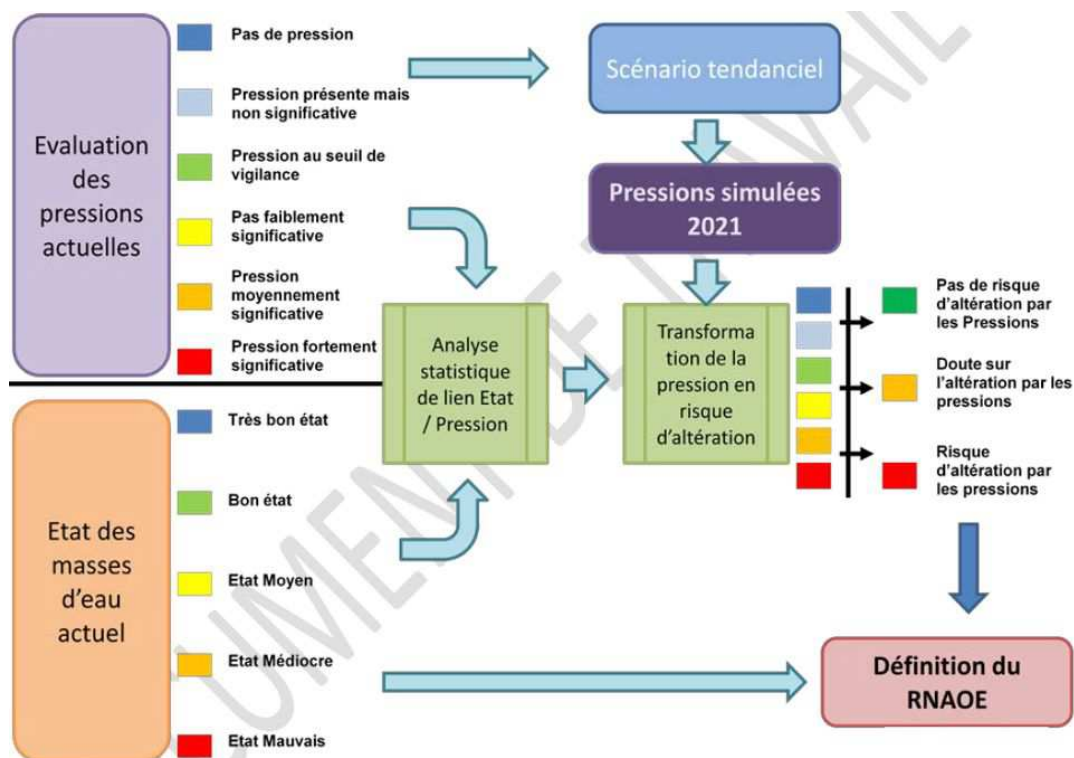 Evaluation
des
pressions
actuelles
Pas de pression
Pression présente mais
non significative
Pression au seuil de
vigilance
Pas faiblement
significative
Pression
moyennement
significative
Pression fortement
significative
Scénario tendanciel
Pressions simulées
2021
Analyse
statistique
de lien Etat
/ Pression
Transforma
tion de la
pression en
risque
d'altération
Pas de risque
d'altération par
les Pressions
Doute sur
l'altération par les
pressions
Risque
d'altération par
les pressions
Etat des
masses
d'eau
actuel
Très bon état
Bon état
Etat Moyen
Etat Médiocre
Etat Mauvais
Définition du
RNAOE